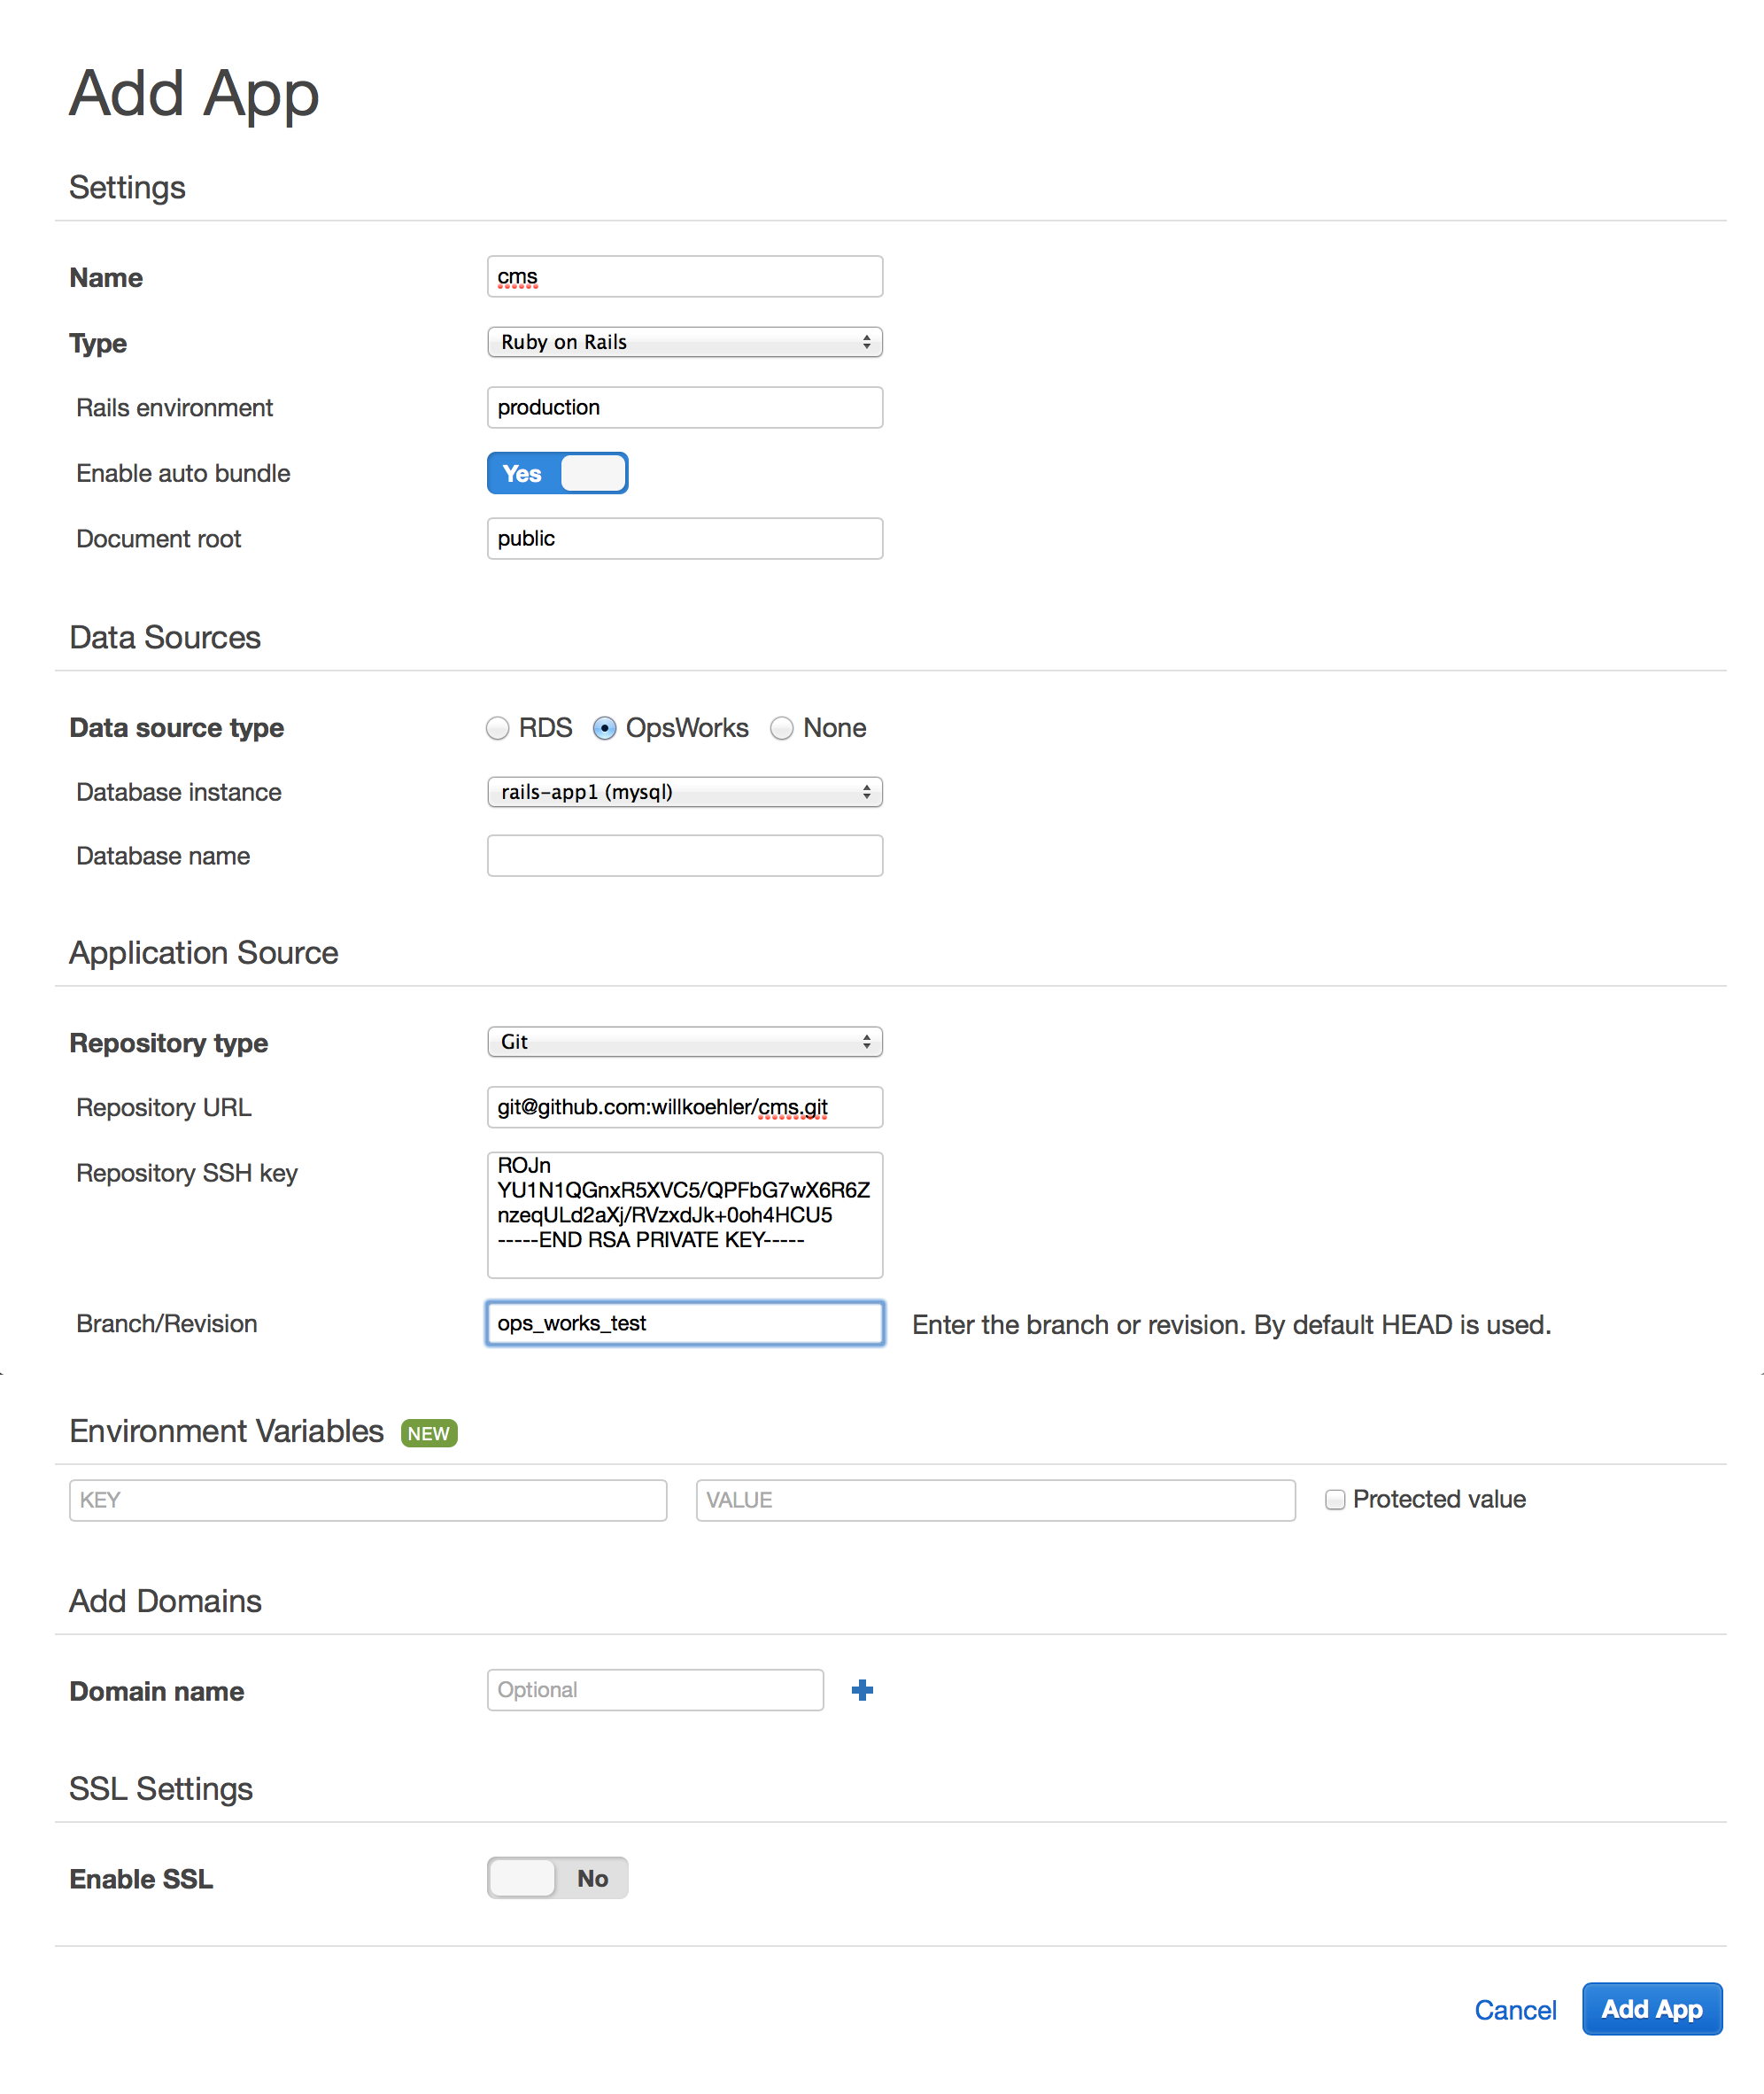 Add App
Settings
Name cms
Type Ruby on Rails
Rails environment production
Enable auto bundle Yes
Document root public
Data Sources
Data source type RDS OpsWorks None
Database instance rails-app1 (mysql)
Database name
Application Source
Repository type Git
Repository URL git@github.com:willkoehler/cms.git
Repository SSH key ROJn
YU1N1QGnxR5XVC5/QPFbG7wX6R6Z
nzeqULd2aXj/RVzxdJk+0oh4HCU5
-----END RSA PRIVATE KEY-----
Branch/Revision ops_works_test Enter the branch or revision. By default HEAD is used.
Environment Variables NEW
KEY VALUE Protected value
Add Domains
Domain name Optional
SSL Settings
Enable SSL No
Cancel Add App